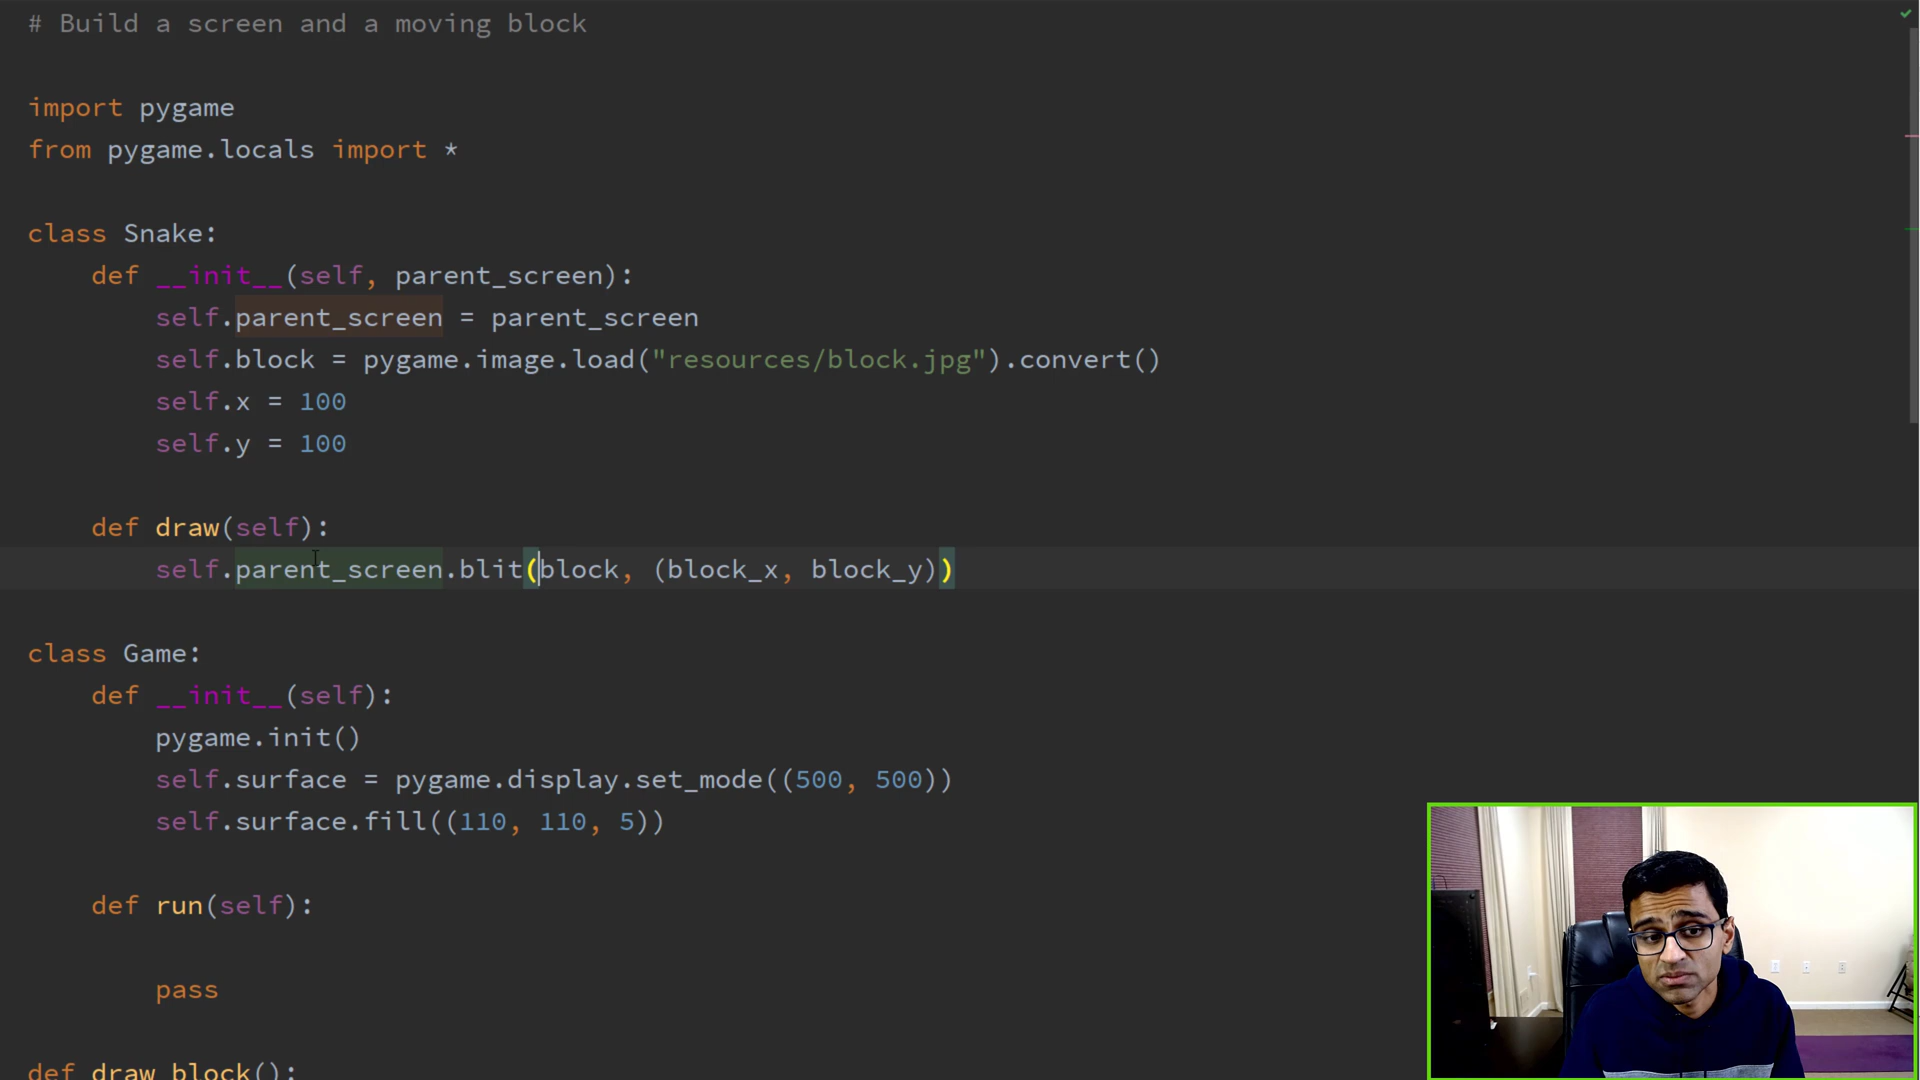 # Build a screen and a moving block
import pygame
from pygame.locals import *
class Snake:
def __init__(self, parent_screen):
self.parent_screen = parent_screen
self.block = pygame.image.load("resources/block.jpg").convert()
self.x = 100
self.y = 100
def draw(self):
self.parent_screen.blit(block, (block_x, block_y))
class Game:
def __init__(self):
pygame.init()
self.surface = pygame.display.set_mode((500, 500))
self.surface.fill((110, 110, 5))
def run(self):
pass
def draw_block():